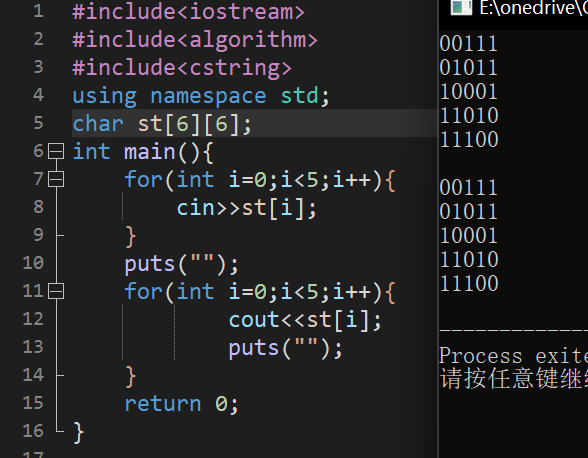 1 #include<iostream>
2 #include<algorithm>
3 #include<cstring>
4 using namespace std;
5 char st[6][6];
6 int main(){
7 for(int i=0;i<5;i++){
8 cin>>st[i];
9 }
10 puts("");
11 for(int i=0;i<5;i++){
12 cout<<st[i];
13 puts("");
14 }
15 return 0;
16 }
17
E:\onedrive\
00111
01011
10001
11010
11100
00111
01011
10001
11010
11100
--------------
Process exite
请按任意键继